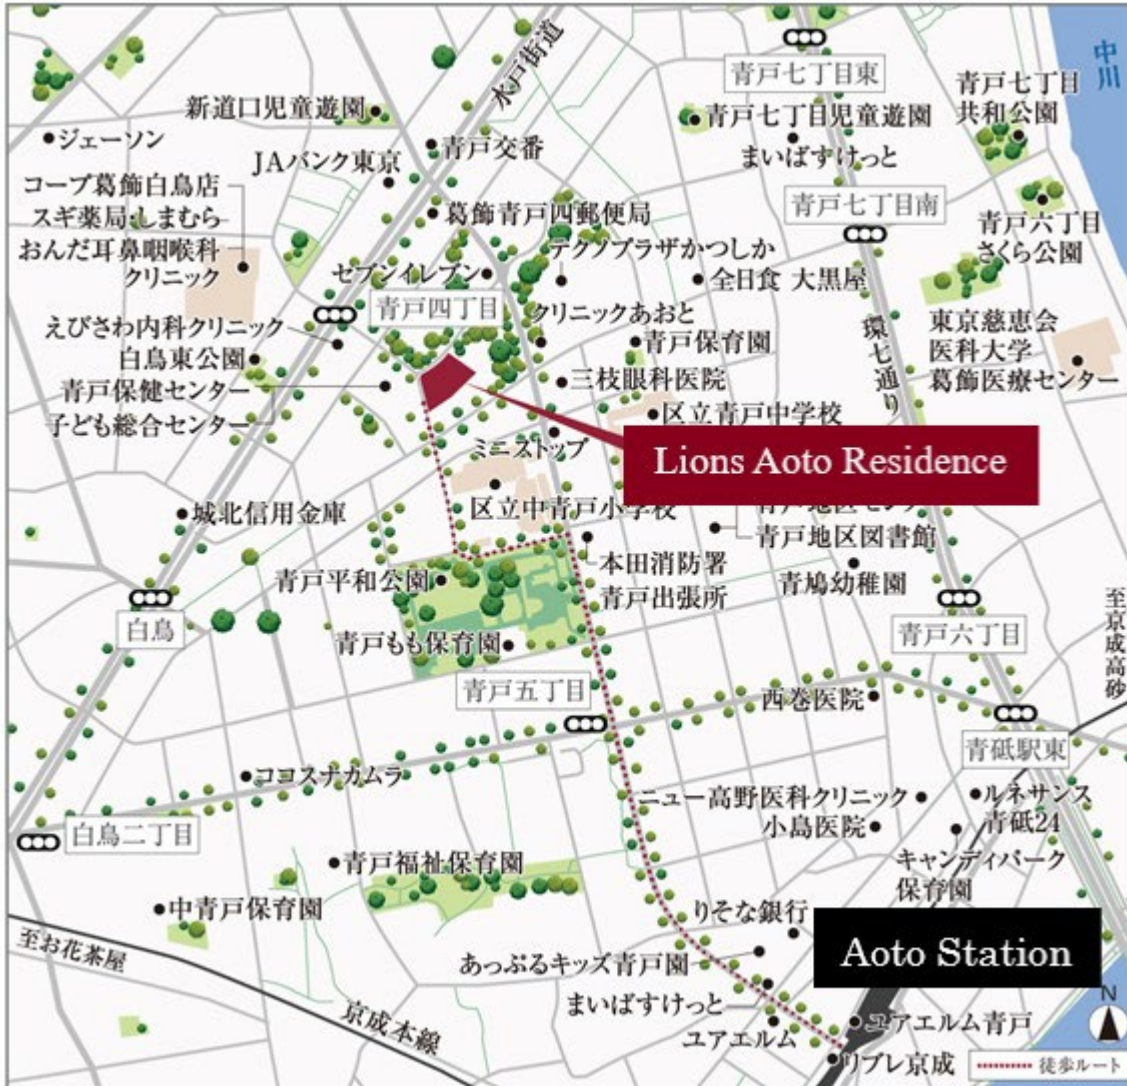 中川
水戸街道
青戸七丁目東
新道口児童遊園
青戸七丁目
共和公園
青戸七丁目児童遊園
ジェーソン
青戸交番
まいばすけっと
JAバンク東京
コープ葛飾白鳥店
スギ薬局・しまむら
おんだ耳鼻咽喉科
クリニック
葛飾青戸四郵便局
青戸七丁目南
青戸六丁目
さくら公園
テクノプラザかつしか
セブンイレブン
全日食 大黒屋
青戸四丁目
クリニックあおと
えびさわ内科クリニック
環七通り
東京慈恵会
医科大学
葛飾医療センター
白鳥東公園
青戸保育園
青戸保健センター
三枝眼科医院
子ども総合センター
区立青戸中学校
ミニストップ
Lions Aoto Residence
城北信用金庫
区立中青戸小学校
青戸地区図書館
本田消防署
青戸出張所
青戸平和公園
青鳩幼稚園
白鳥
青戸六丁目
至京成高砂
青戸もも保育園
青戸五丁目
西巻医院
青砥駅東
ココスナカムラ
ニュー高野医科クリニック
小島医院
ルネサンス
青砥24
白鳥二丁目
キャンディパーク
保育園
青戸福祉保育園
中青戸保育園
りそな銀行
至お花茶屋
Aoto Station
あっぷるキッズ青戸園
まいばすけっと
京成本線
ユアエルム
ユアエルム青戸
リブレ京成
N
徒歩ルート